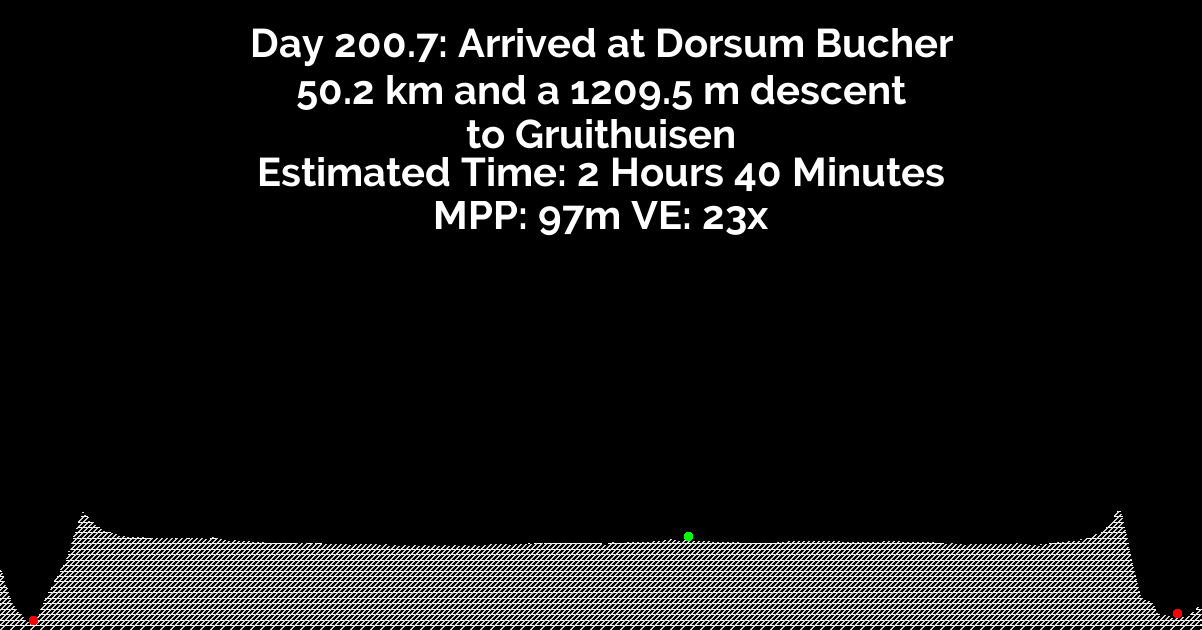 Day 200.7: Arrived at Dorsum Bucher
50.2 km and a 1209.5 m descent
to Gruithuisen
Estimated Time: 2 Hours 40 Minutes
MPP: 97m VE: 23x